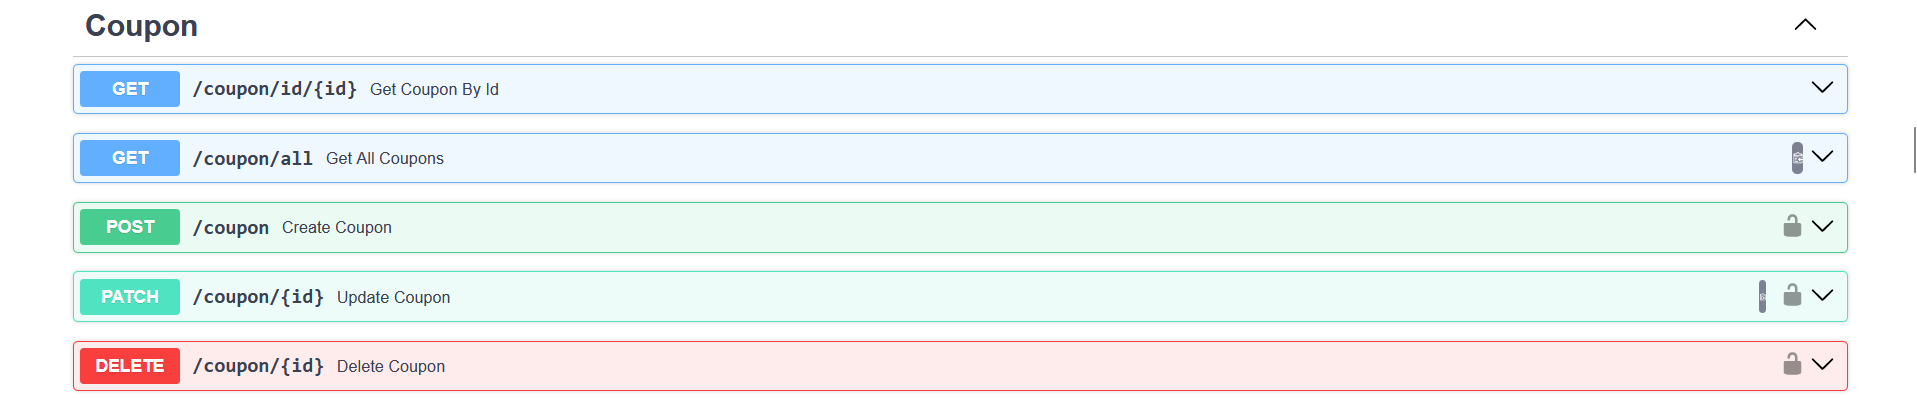 Coupon
GET /coupon/id/{id} Get Coupon By Id
GET /coupon/all Get All Coupons
POST /coupon Create Coupon
PATCH /coupon/{id} Update Coupon
DELETE /coupon/{id} Delete Coupon